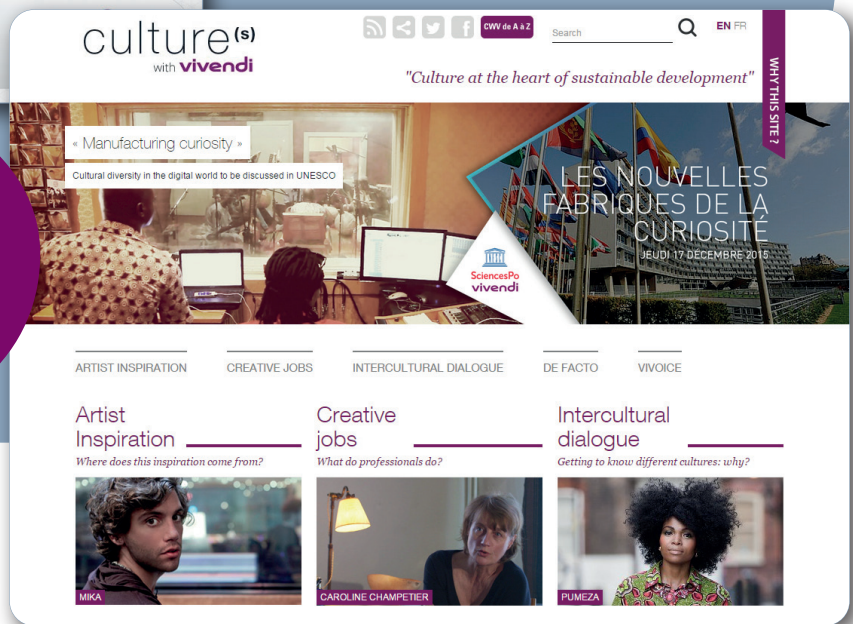 culture(s)
with vivendi
CWV de A à Z
Search
EN FR
"Culture at the heart of sustainable development"
WHY THIS SITE ?
« Manufacturing curiosity »
Cultural diversity in the digital world to be discussed in UNESCO
LES NOUVELLES
FABRIQUES DE LA
CURIOSITÉ
JEUDI 17 DÉCEMBRE 2015
SciencesPo
vivendi
ARTIST INSPIRATION
CREATIVE JOBS
INTERCULTURAL DIALOGUE
DE FACTO
VIVOICE
Artist
Inspiration
Where does this inspiration come from?
MIKA
Creative
jobs
What do professionals do?
CAROLINE CHAMPETIER
Intercultural
dialogue
Getting to know different cultures: why?
PUMEZA